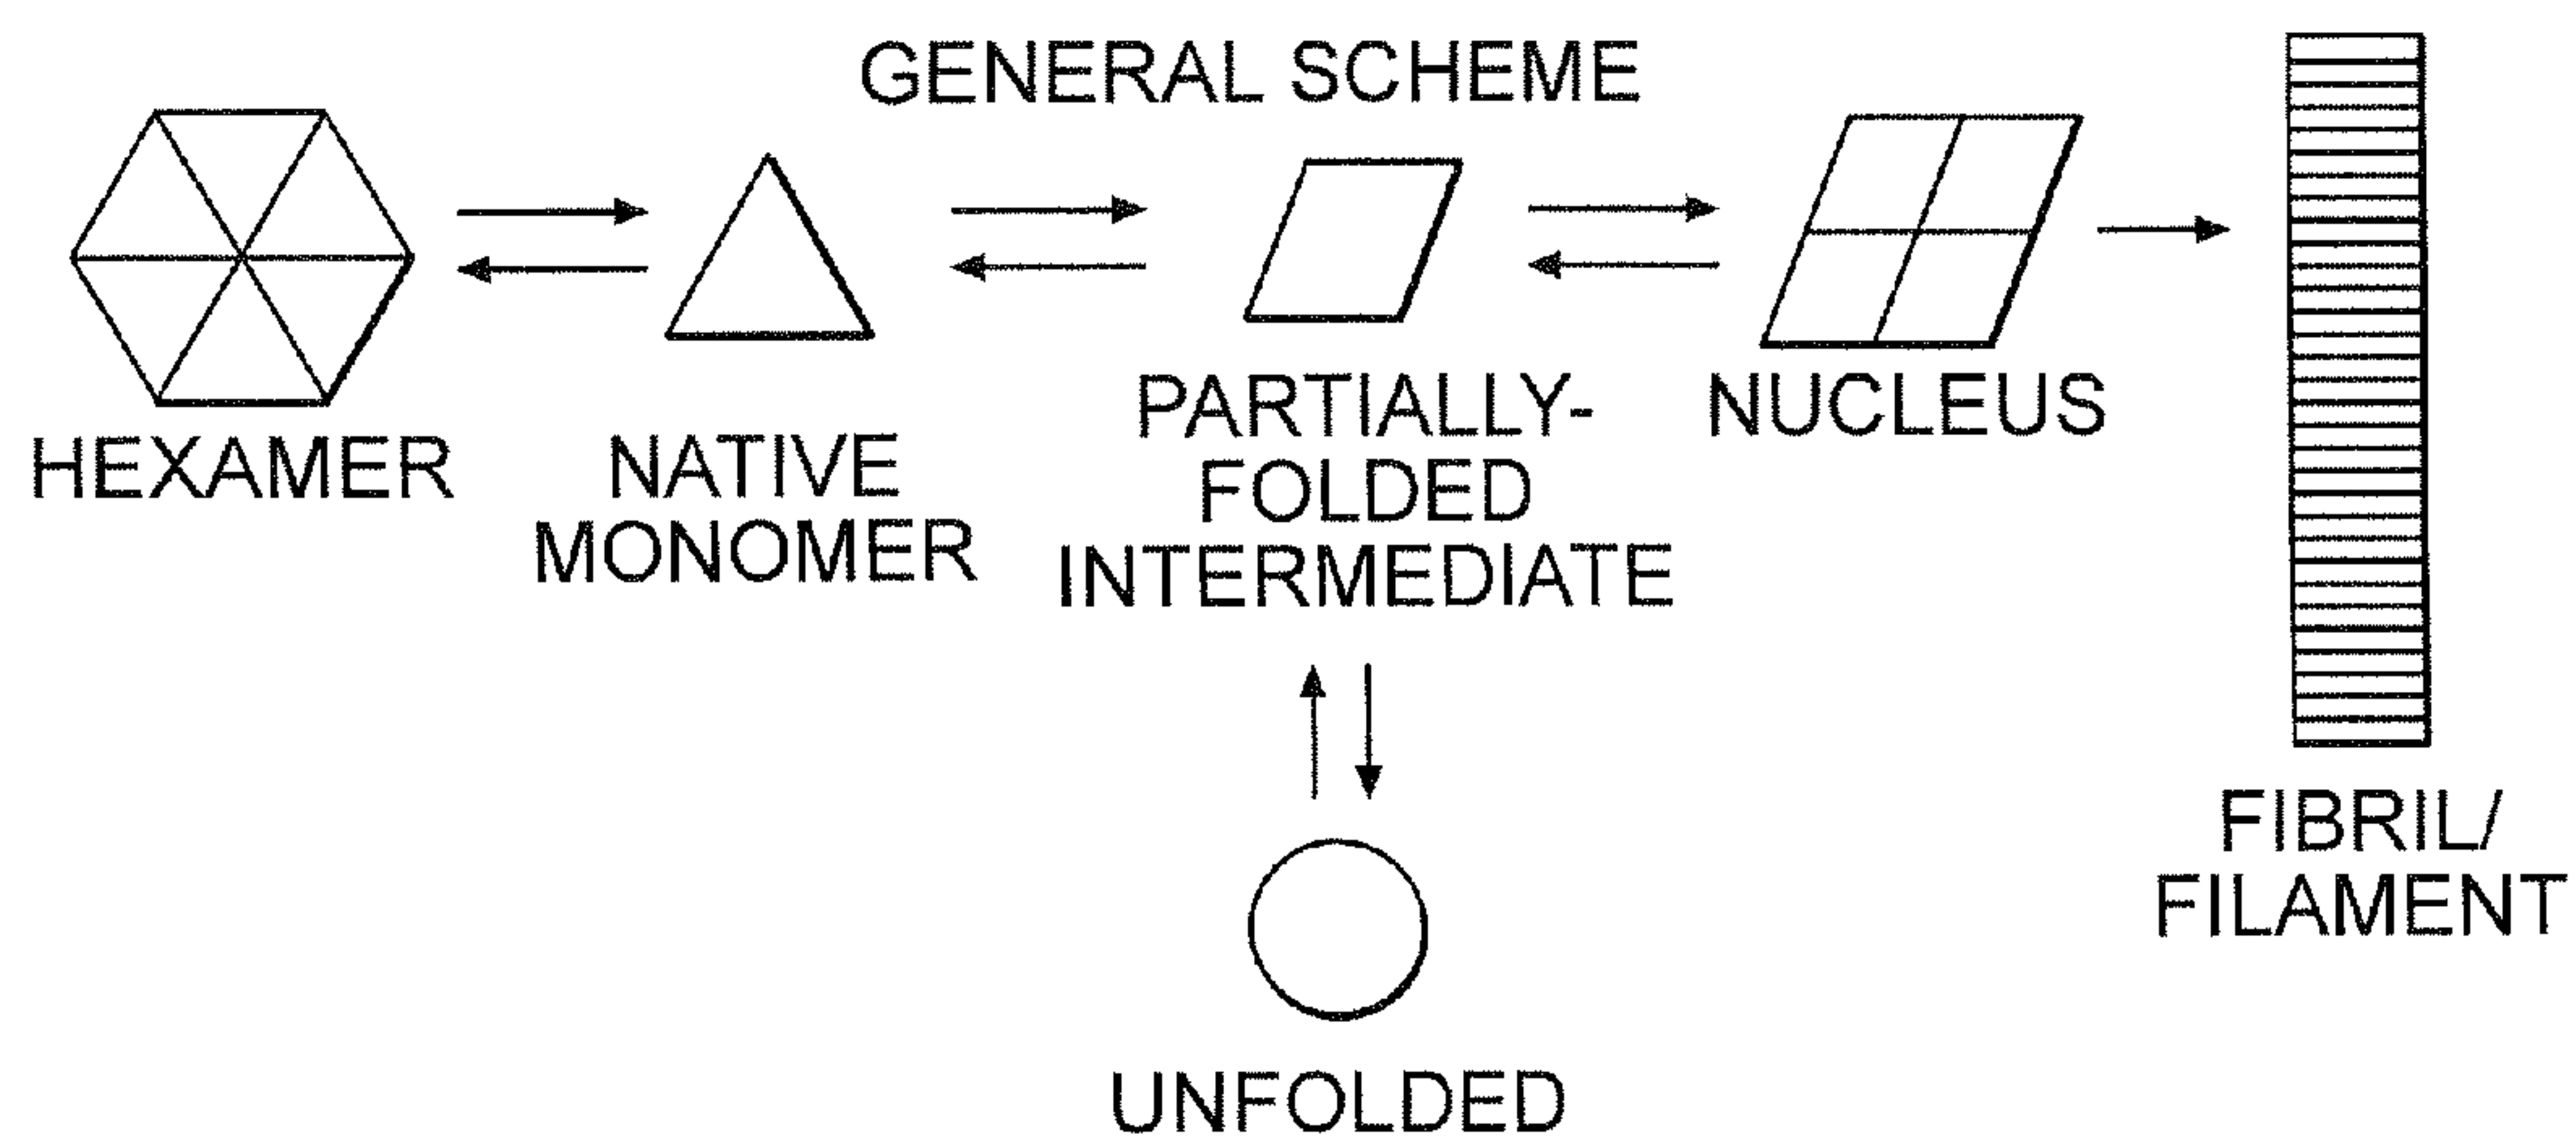 GENERAL SCHEME
HEXAMER
NATIVE
MONOMER
PARTIALLY-
FOLDED
INTERMEDIATE
NUCLEUS
UNFOLDED
FIBRIL/
FILAMENT